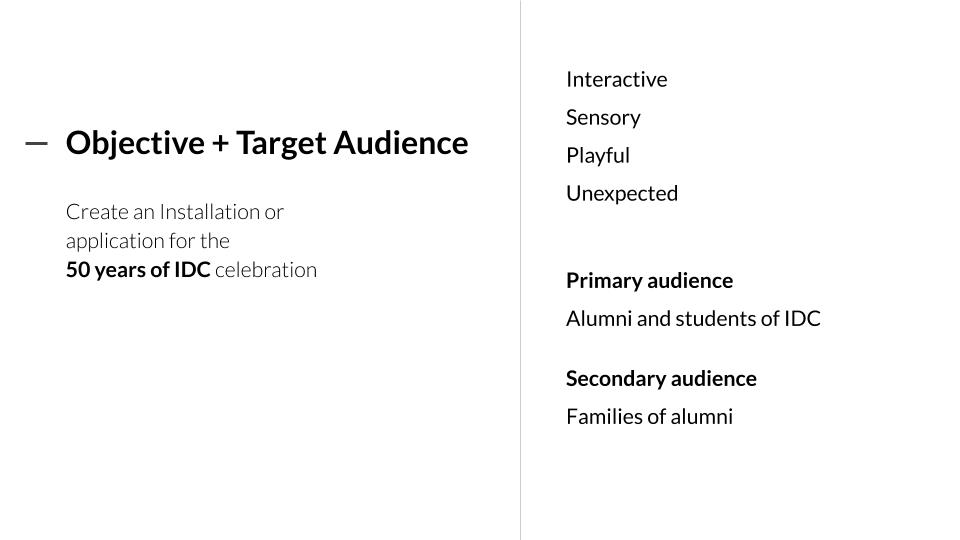 — Objective + Target Audience
Create an Installation or
application for the
50 years of IDC celebration
Interactive
Sensory
Playful
Unexpected
Primary audience
Alumni and students of IDC
Secondary audience
Families of alumni